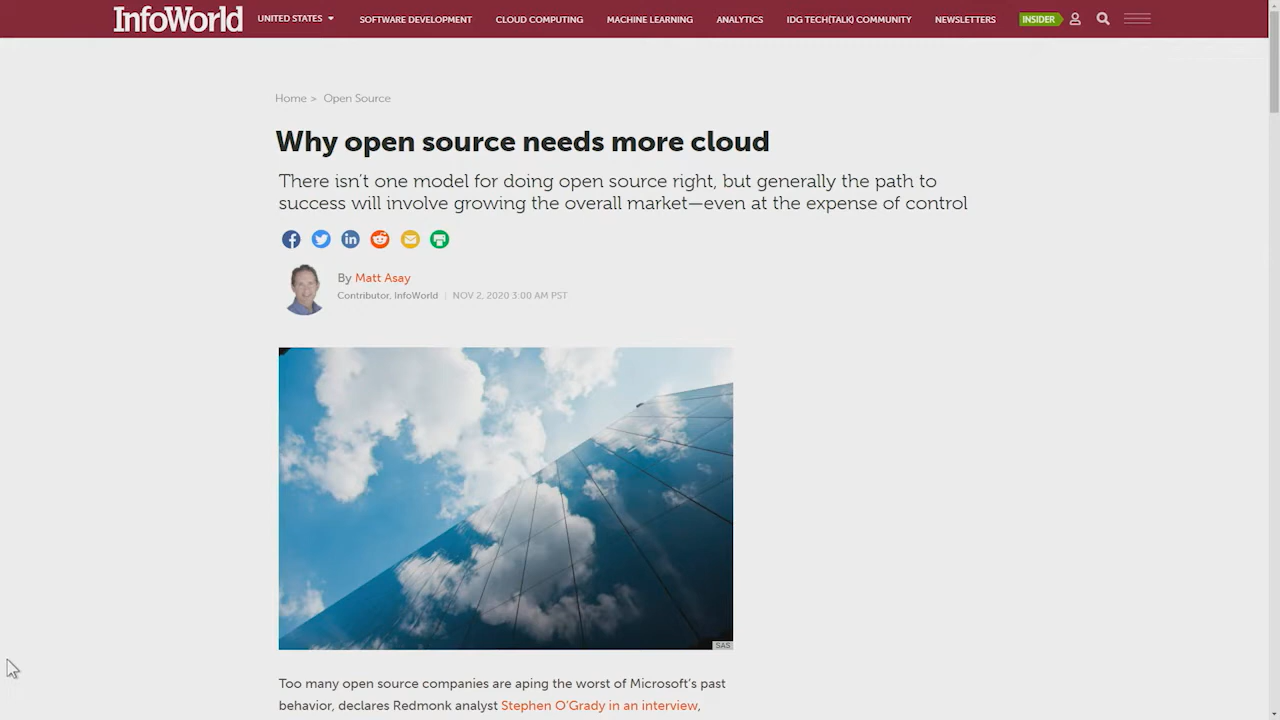 InfoWorld
UNITED STATES
SOFTWARE DEVELOPMENT
CLOUD COMPUTING
MACHINE LEARNING
ANALYTICS
IDG TECH(TALK) COMMUNITY
NEWSLETTERS
INSIDER
Home > Open Source
Why open source needs more cloud
There isn't one model for doing open source right, but generally the path to
success will involve growing the overall market—even at the expense of control
By Matt Asay
Contributor, InfoWorld | NOV 2, 2020 3:00 AM PST
SAS
Too many open source companies are aping the worst of Microsoft's past
behavior, declares Redmonk analyst Stephen O'Grady in an interview,